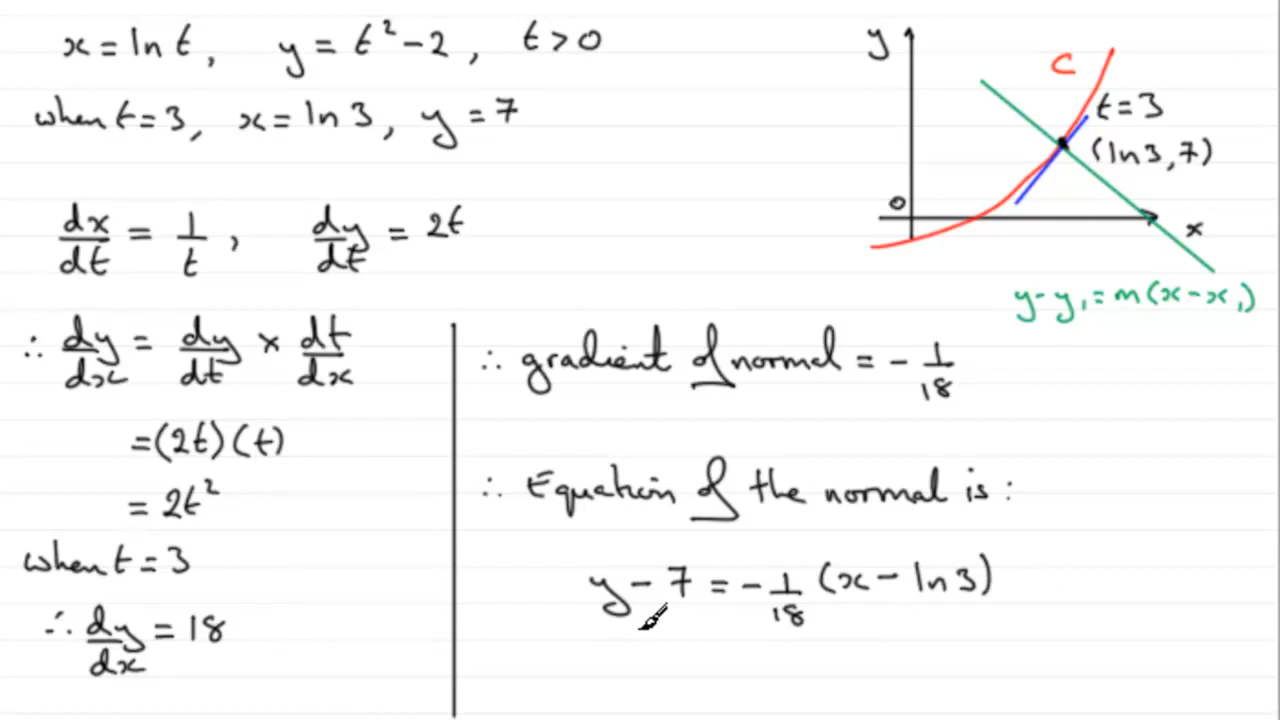 x = ln t, y = t² - 2, t > 0
when t = 3, x = ln 3, y = 7
dx/dt = 1/t, dy/dt = 2t
∴ dy/dx = dy/dt × dt/dx
= (2t)(t)
= 2t²
when t = 3
∴ dy/dx = 18
y
C
t = 3
(ln 3, 7)
0
x
y - y₁ = m(x - x₁)
∴ gradient of normal = - 1/18
∴ Equation of the normal is :
y - 7 = - 1/18 (x - ln 3)